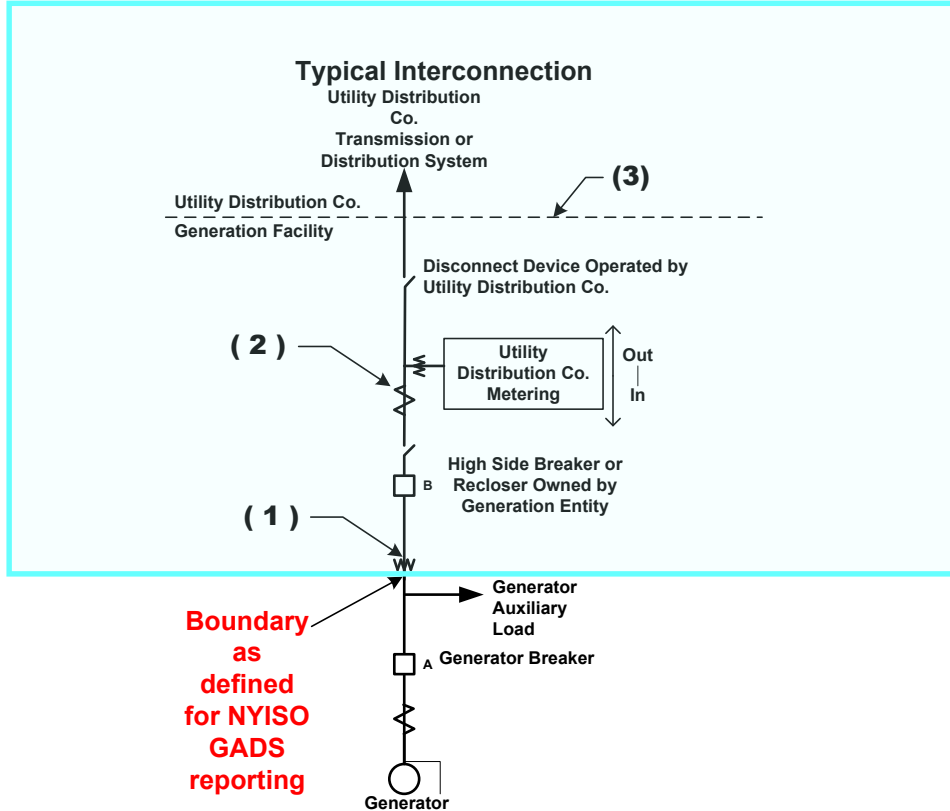 Typical Interconnection
Utility Distribution
Co.
Transmission or
Distribution System
(3)
Utility Distribution Co.
Generation Facility
Disconnect Device Operated by
Utility Distribution Co.
( 2 )
Utility
Distribution Co.
Metering
Out
In
High Side Breaker or
Recloser Owned by
Generation Entity
B
( 1 )
Generator
Auxiliary
Load
Boundary
as
defined
for NYISO
GADS
reporting
A
Generator Breaker
Generator